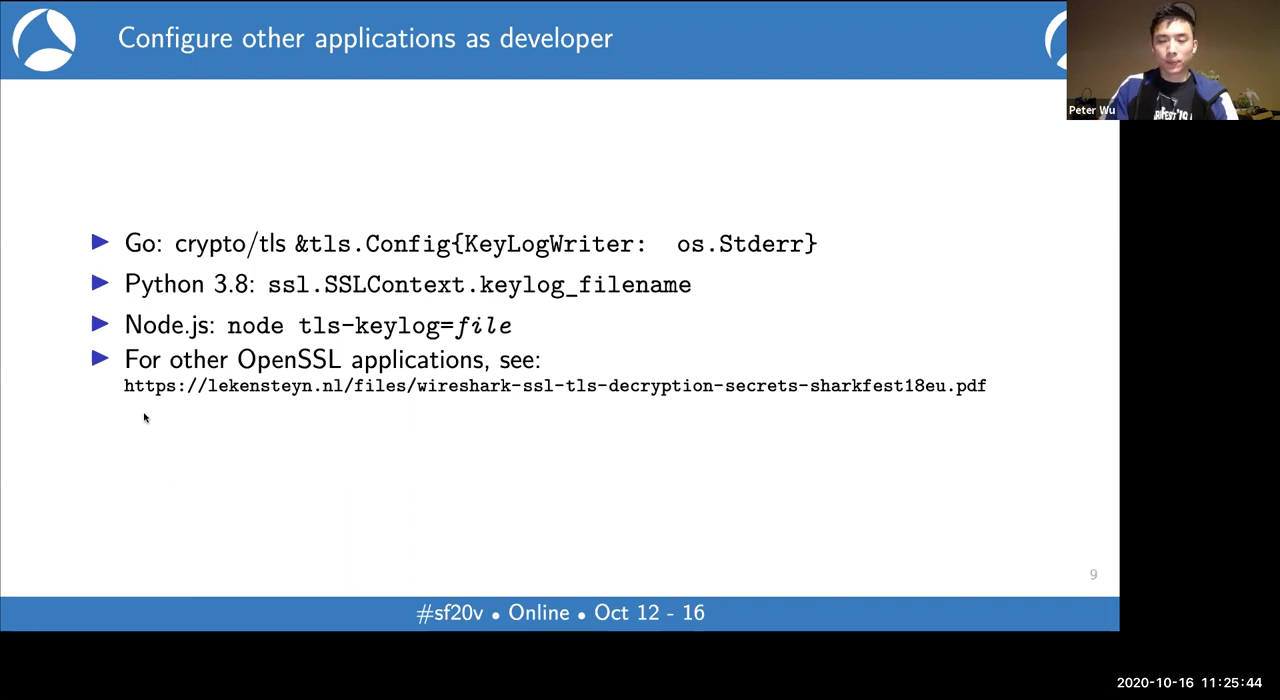 Configure other applications as developer
Peter Wu
▶ Go: crypto/tls &tls.Config{KeyLogWriter: os.Stderr}
▶ Python 3.8: ssl.SSLContext.keylog_filename
▶ Node.js: node tls-keylog=file
▶ For other OpenSSL applications, see:
https://lekensteyn.nl/files/wireshark-ssl-tls-decryption-secrets-sharkfest18eu.pdf
9
#sf20v • Online • Oct 12 - 16
2020-10-16 11:25:44